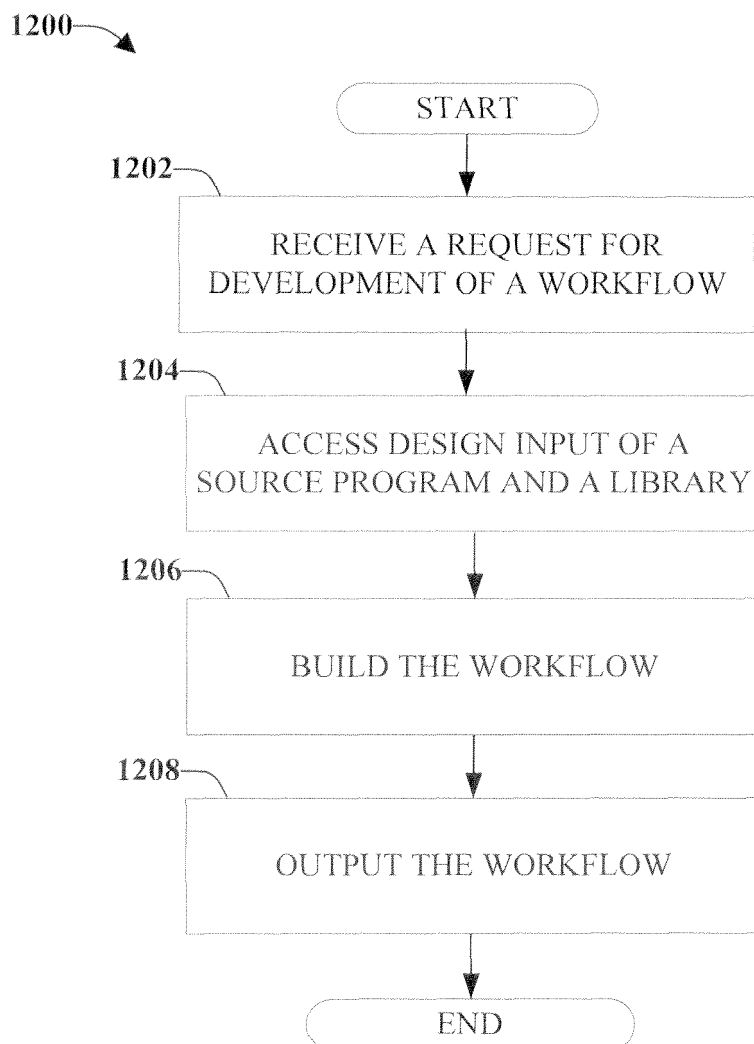 1200
START
1202
RECEIVE A REQUEST FOR
DEVELOPMENT OF A WORKFLOW
1204
ACCESS DESIGN INPUT OF A
SOURCE PROGRAM AND A LIBRARY
1206
BUILD THE WORKFLOW
1208
OUTPUT THE WORKFLOW
END